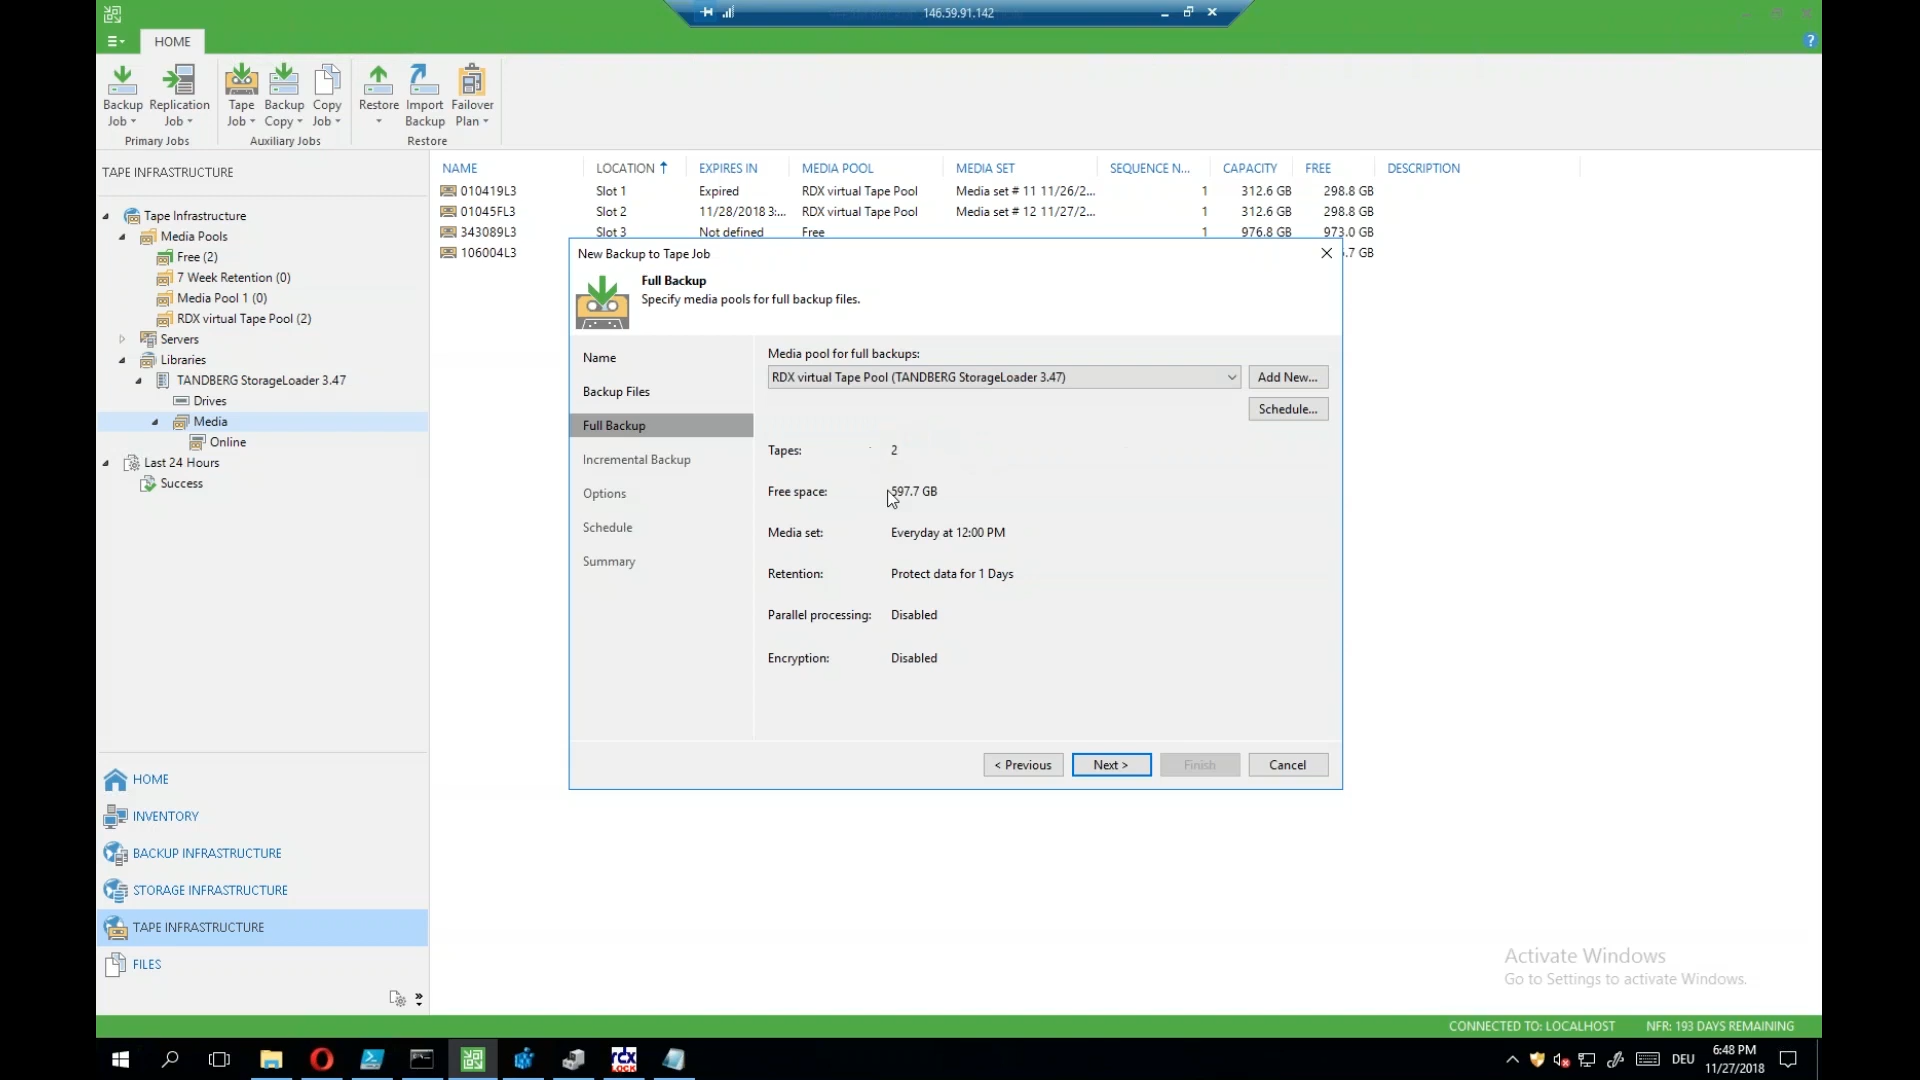 146.59.91.142
HOME
Backup Job
Replication Job
Tape Job
Backup Copy
Copy Job
Restore
Import Backup
Failover Plan
Primary Jobs
Auxiliary Jobs
Restore
TAPE INFRASTRUCTURE
Tape Infrastructure
Media Pools
Free (2)
7 Week Retention (0)
Media Pool 1 (0)
RDX virtual Tape Pool (2)
Servers
Libraries
TANDBERG StorageLoader 3.47
Drives
Media
Online
Last 24 Hours
Success
HOME
INVENTORY
BACKUP INFRASTRUCTURE
STORAGE INFRASTRUCTURE
TAPE INFRASTRUCTURE
FILES
NAME LOCATION EXPIRES IN MEDIA POOL MEDIA SET SEQUENCE N... CAPACITY FREE DESCRIPTION
010419L3 Slot 1 Expired RDX virtual Tape Pool Media set # 11 11/26/2... 1 312.6 GB 298.8 GB
01045FL3 Slot 2 11/28/2018 3:... RDX virtual Tape Pool Media set # 12 11/27/2... 1 312.6 GB 298.8 GB
343089L3 Slot 3 Not defined Free 1 976.8 GB 973.0 GB
106004L3 .7 GB
New Backup to Tape Job
Full Backup
Specify media pools for full backup files.
Name
Backup Files
Full Backup
Incremental Backup
Options
Schedule
Summary
Media pool for full backups:
RDX virtual Tape Pool (TANDBERG StorageLoader 3.47)
Add New...
Schedule...
Tapes: 2
Free space: 597.7 GB
Media set: Everyday at 12:00 PM
Retention: Protect data for 1 Days
Parallel processing: Disabled
Encryption: Disabled
< Previous
Next >
Finish
Cancel
Activate Windows
Go to Settings to activate Windows.
CONNECTED TO: LOCALHOST NFR: 193 DAYS REMAINING
DEU
6:48 PM
11/27/2018